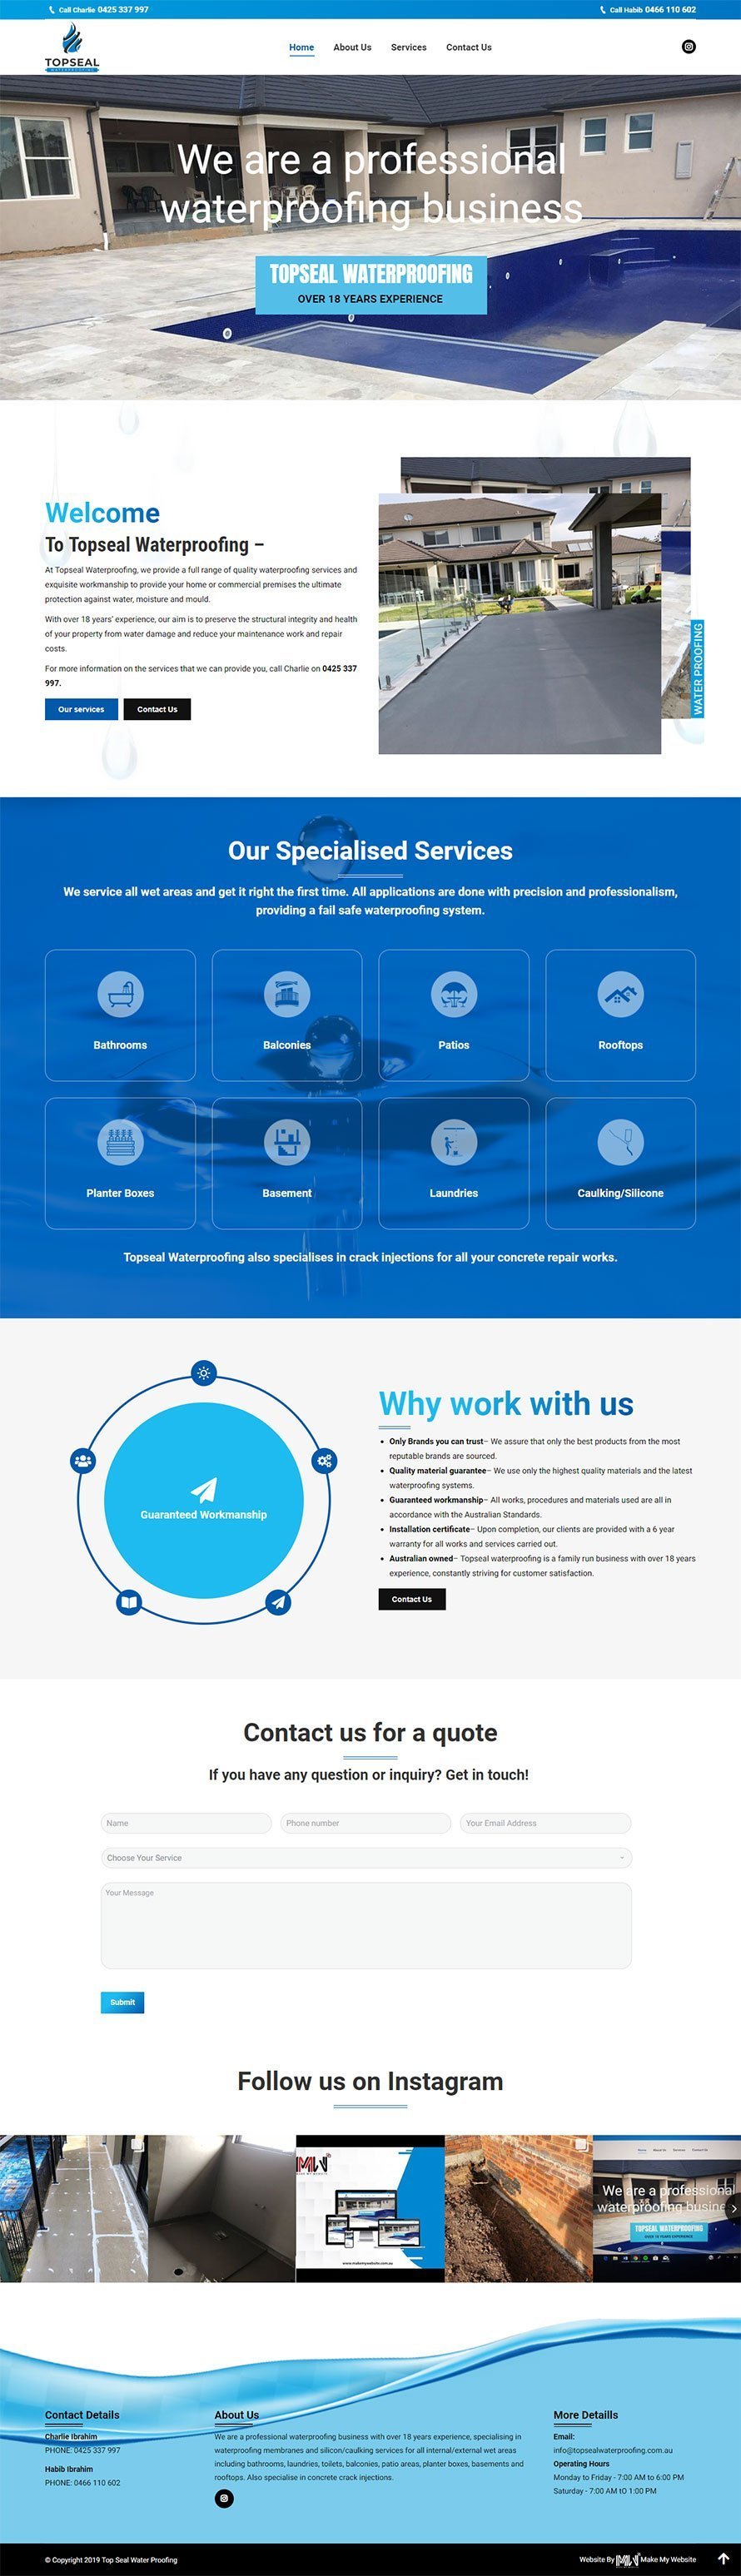 Call Charlie 0425 337 997
Call Habib 0466 110 602
TOPSEAL
WATERPROOFING
Home
About Us
Services
Contact Us
We are a professional
waterproofing business
TOPSEAL WATERPROOFING
OVER 18 YEARS EXPERIENCE
Welcome
To Topseal Waterproofing –
At Topseal Waterproofing, we provide a full range of quality waterproofing services and
exquisite workmanship to provide your home or commercial premises the ultimate
protection against water, moisture and mould.
With over 18 years' experience, our aim is to preserve the structural integrity and health
of your property from water damage and reduce your maintenance work and repair
costs.
For more information on the services that we can provide you, call Charlie on 0425 337
997.
Our services
Contact Us
WATER PROOFING
Our Specialised Services
We service all wet areas and get it right the first time. All applications are done with precision and professionalism,
providing a fail safe waterproofing system.
Bathrooms
Balconies
Patios
Rooftops
Planter Boxes
Basement
Laundries
Caulking/Silicone
Topseal Waterproofing also specialises in crack injections for all your concrete repair works.
Guaranteed Workmanship
Why work with us
• Only Brands you can trust– We assure that only the best products from the most
reputable brands are sourced.
• Quality material guarantee– We use only the highest quality materials and the latest
waterproofing systems.
• Guaranteed workmanship– All works, procedures and materials used are all in
accordance with the Australian Standards.
• Installation certificate– Upon completion, our clients are provided with a 6 year
warranty for all works and services carried out.
• Australian owned– Topseal waterproofing is a family run business with over 18 years
experience, constantly striving for customer satisfaction.
Contact Us
Contact us for a quote
If you have any question or inquiry? Get in touch!
Name
Phone number
Your Email Address
Choose Your Service
Your Message
Submit
Follow us on Instagram
MW
MAKE MY WEBSITE
www.makemywebsite.com.au
Home
About Us
Services
Contact Us
We are a professional
waterproofing busine
TOPSEAL WATERPROOFING
OVER 18 YEARS EXPERIENCE
Contact Details
Charlie Ibrahim
PHONE: 0425 337 997
Habib Ibrahim
PHONE: 0466 110 602
About Us
We are a professional waterproofing business with over 18 years experience, specialising in
waterproofing membranes and silicon/caulking services for all internal/external wet areas
including bathrooms, laundries, toilets, balconies, patio areas, planter boxes, basements and
rooftops. Also specialise in concrete crack injections.
More Detaills
Email:
info@topsealwaterproofing.com.au
Operating Hours
Monday to Friday - 7:00 AM to 6:00 PM
Saturday - 7:00 AM tO 1:00 PM
© Copyright 2019 Top Seal Water Proofing
Website By MW Make My Website